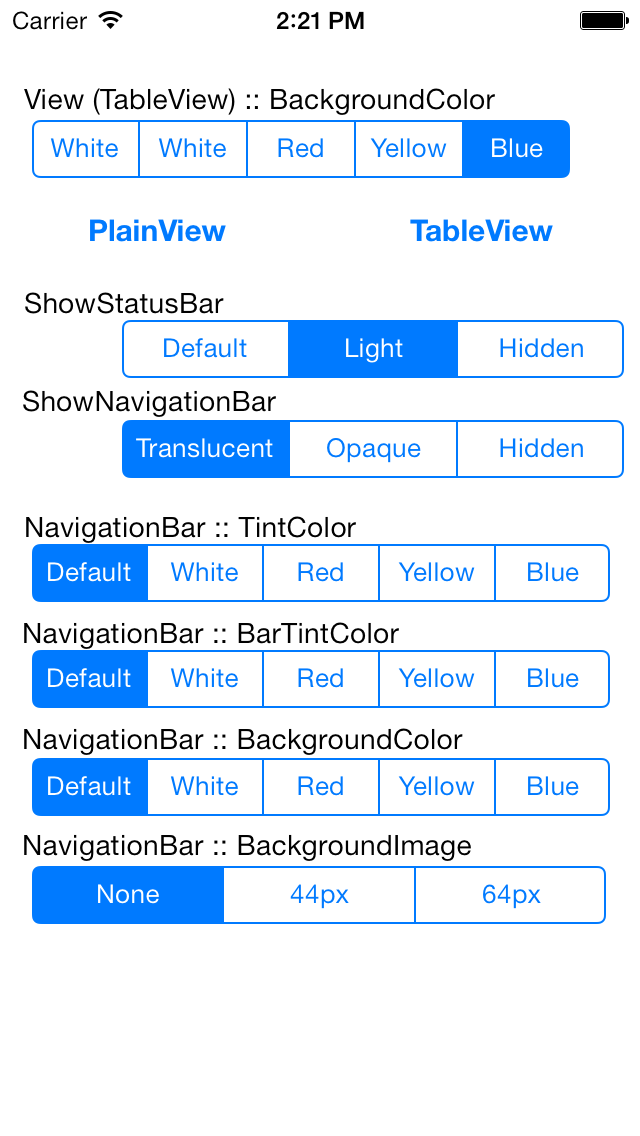 Carrier 2:21 PM
View (TableView) :: BackgroundColor
White White Red Yellow Blue
PlainView TableView
ShowStatusBar
Default Light Hidden
ShowNavigationBar
Translucent Opaque Hidden
NavigationBar :: TintColor
Default White Red Yellow Blue
NavigationBar :: BarTintColor
Default White Red Yellow Blue
NavigationBar :: BackgroundColor
Default White Red Yellow Blue
NavigationBar :: BackgroundImage
None 44px 64px